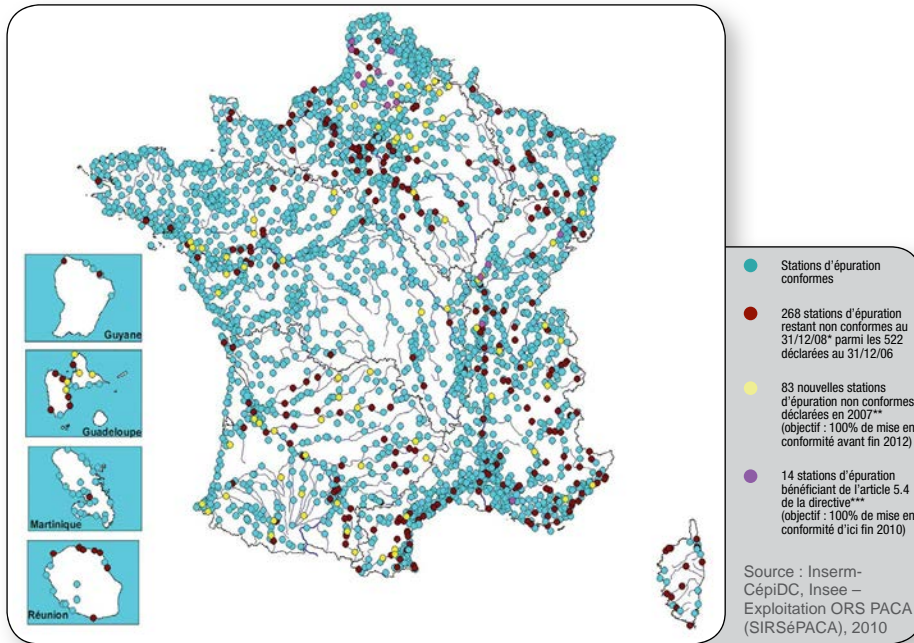 Guyane
Guadeloupe
Martinique
Réunion
Stations d'épuration
conformes
268 stations d'épuration
restant non conformes au
31/12/08* parmi les 522
déclarées au 31/12/06
83 nouvelles stations
d'épuration non conformes
déclarées en 2007**
(objectif : 100% de mise en
conformité avant fin 2012)
14 stations d'épuration
bénéficiant de l'article 5.4
de la directive***
(objectif : 100% de mise en
conformité d'ici fin 2010)
Source : Inserm-
CépiDC, Insee –
Exploitation ORS PACA
(SIRSéPACA), 2010